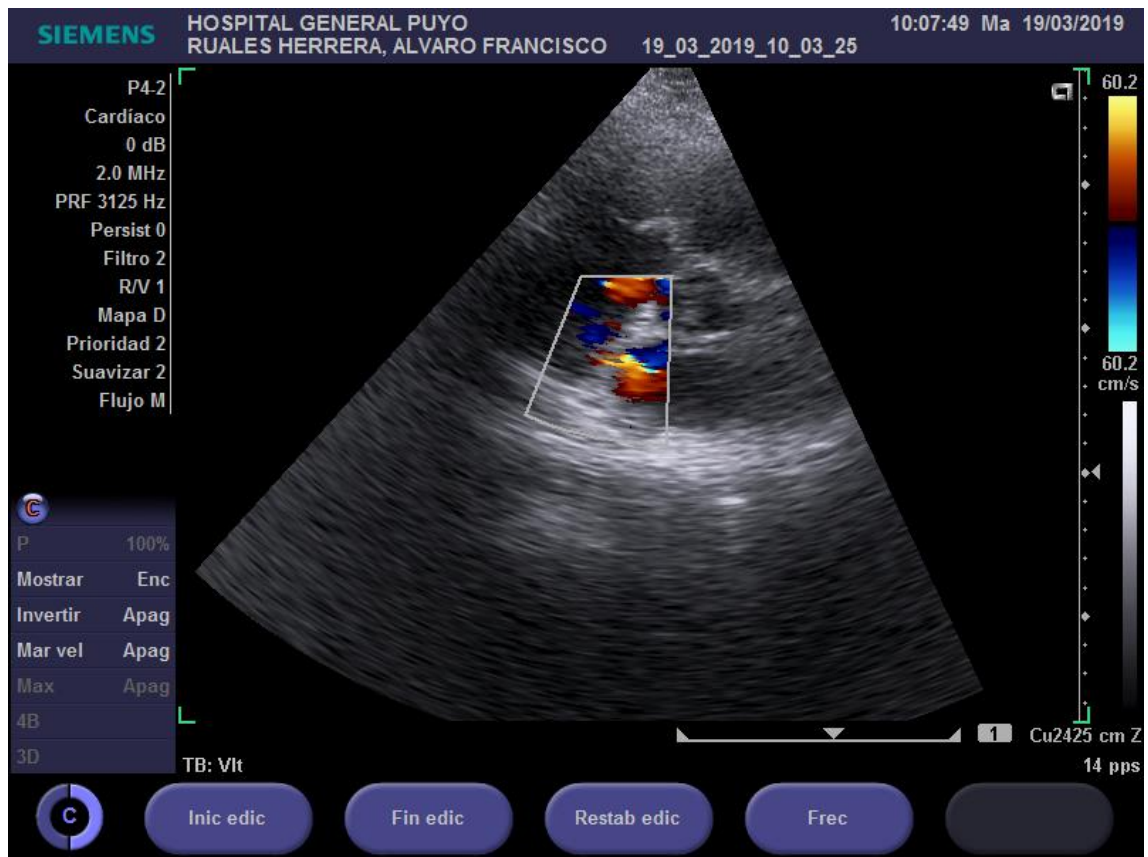 SIEMENS
HOSPITAL GENERAL PUYO
10:07:49 Ma 19/03/2019
RUALES HERRERA, ALVARO FRANCISCO 19_03_2019_10_03_25
P4-2
Cardíaco
0 dB
2.0 MHz
PRF 3125 Hz
Persist 0
Filtro 2
R/V 1
Mapa D
Prioridad 2
Suavizar 2
Flujo M
60.2
60.2
cm/s
C
P 100%
Mostrar Enc
Invertir Apag
Mar vel Apag
Max Apag
4B
3D
1 Cu2425 cm Z
TB: Vlt
14 pps
C
Inic edic
Fin edic
Restab edic
Frec